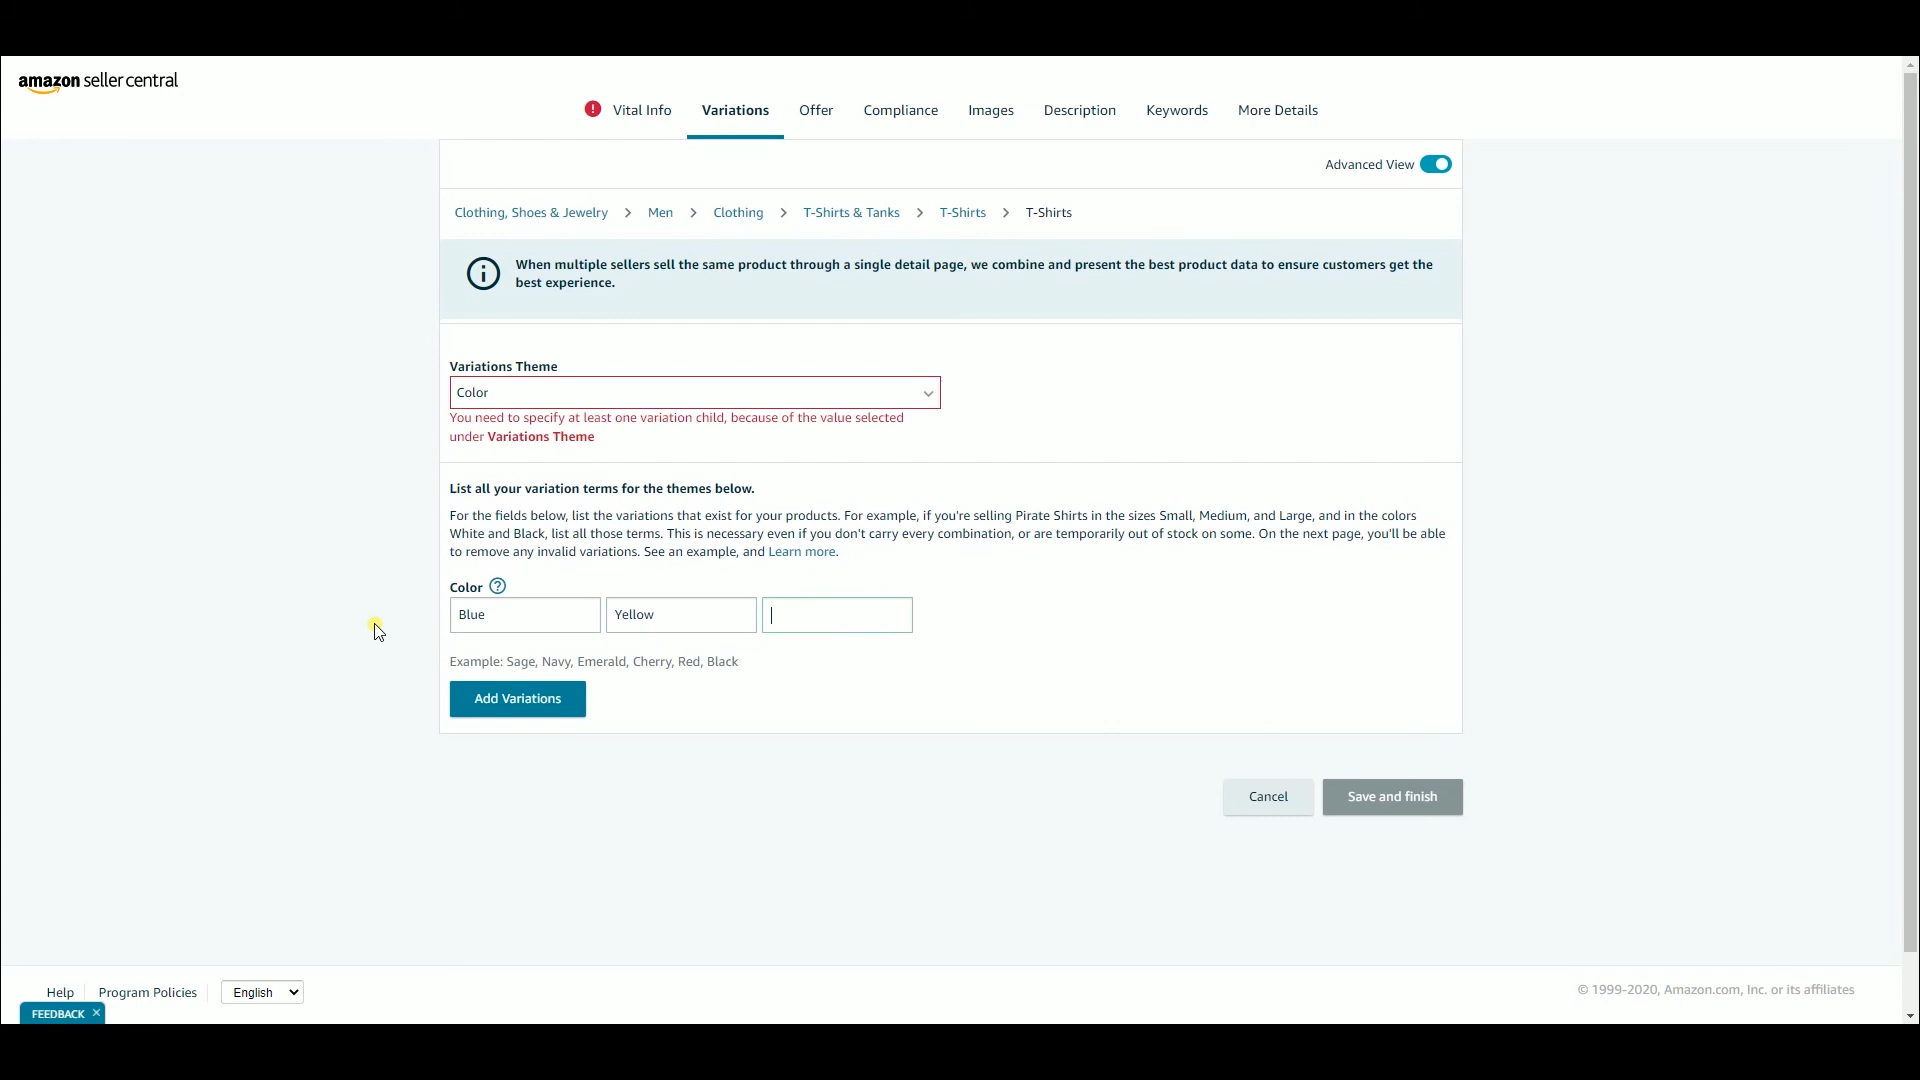 amazon seller central
! Vital Info Variations Offer Compliance Images Description Keywords More Details
Advanced View
Clothing, Shoes & Jewelry > Men > Clothing > T-Shirts & Tanks > T-Shirts > T-Shirts
When multiple sellers sell the same product through a single detail page, we combine and present the best product data to ensure customers get the
best experience.
Variations Theme
Color
You need to specify at least one variation child, because of the value selected
under Variations Theme
List all your variation terms for the themes below.
For the fields below, list the variations that exist for your products. For example, if you're selling Pirate Shirts in the sizes Small, Medium, and Large, and in the colors
White and Black, list all those terms. This is necessary even if you don't carry every combination, or are temporarily out of stock on some. On the next page, you'll be able
to remove any invalid variations. See an example, and Learn more.
Color ?
Blue Yellow
Example: Sage, Navy, Emerald, Cherry, Red, Black
Add Variations
Cancel Save and finish
Help Program Policies English © 1999-2020, Amazon.com, Inc. or its affiliates
FEEDBACK ×